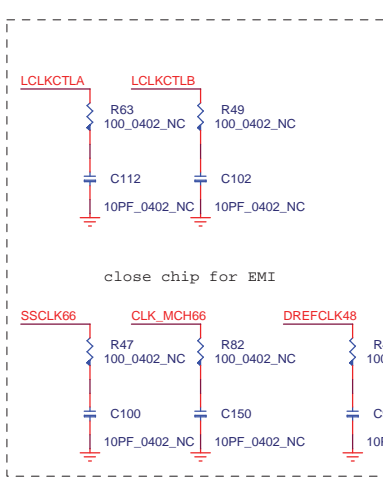 LCLKCTLA LCLKCTLB
R63 R49
100_0402_NC 100_0402_NC
C112 C102
10PF_0402_NC 10PF_0402_NC
close chip for EMI
SSCLK66 CLK_MCH66 DREFCLK48
R47 R82
100_0402_NC 100_0402_NC
C100 C150
10PF_0402_NC 10PF_0402_NC